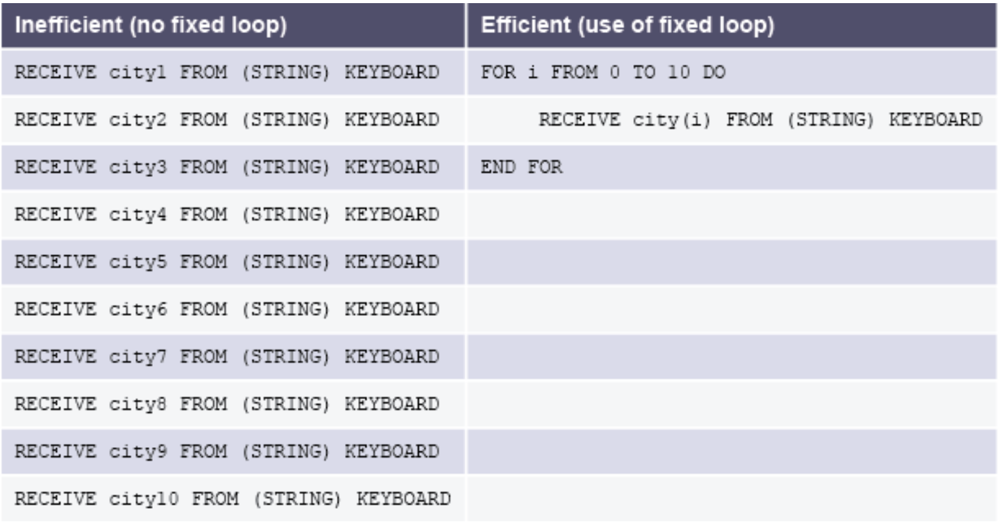 Inefficient (no fixed loop) Efficient (use of fixed loop)
RECEIVE city1 FROM (STRING) KEYBOARD FOR i FROM 0 TO 10 DO
RECEIVE city2 FROM (STRING) KEYBOARD RECEIVE city(i) FROM (STRING) KEYBOARD
RECEIVE city3 FROM (STRING) KEYBOARD END FOR
RECEIVE city4 FROM (STRING) KEYBOARD
RECEIVE city5 FROM (STRING) KEYBOARD
RECEIVE city6 FROM (STRING) KEYBOARD
RECEIVE city7 FROM (STRING) KEYBOARD
RECEIVE city8 FROM (STRING) KEYBOARD
RECEIVE city9 FROM (STRING) KEYBOARD
RECEIVE city10 FROM (STRING) KEYBOARD